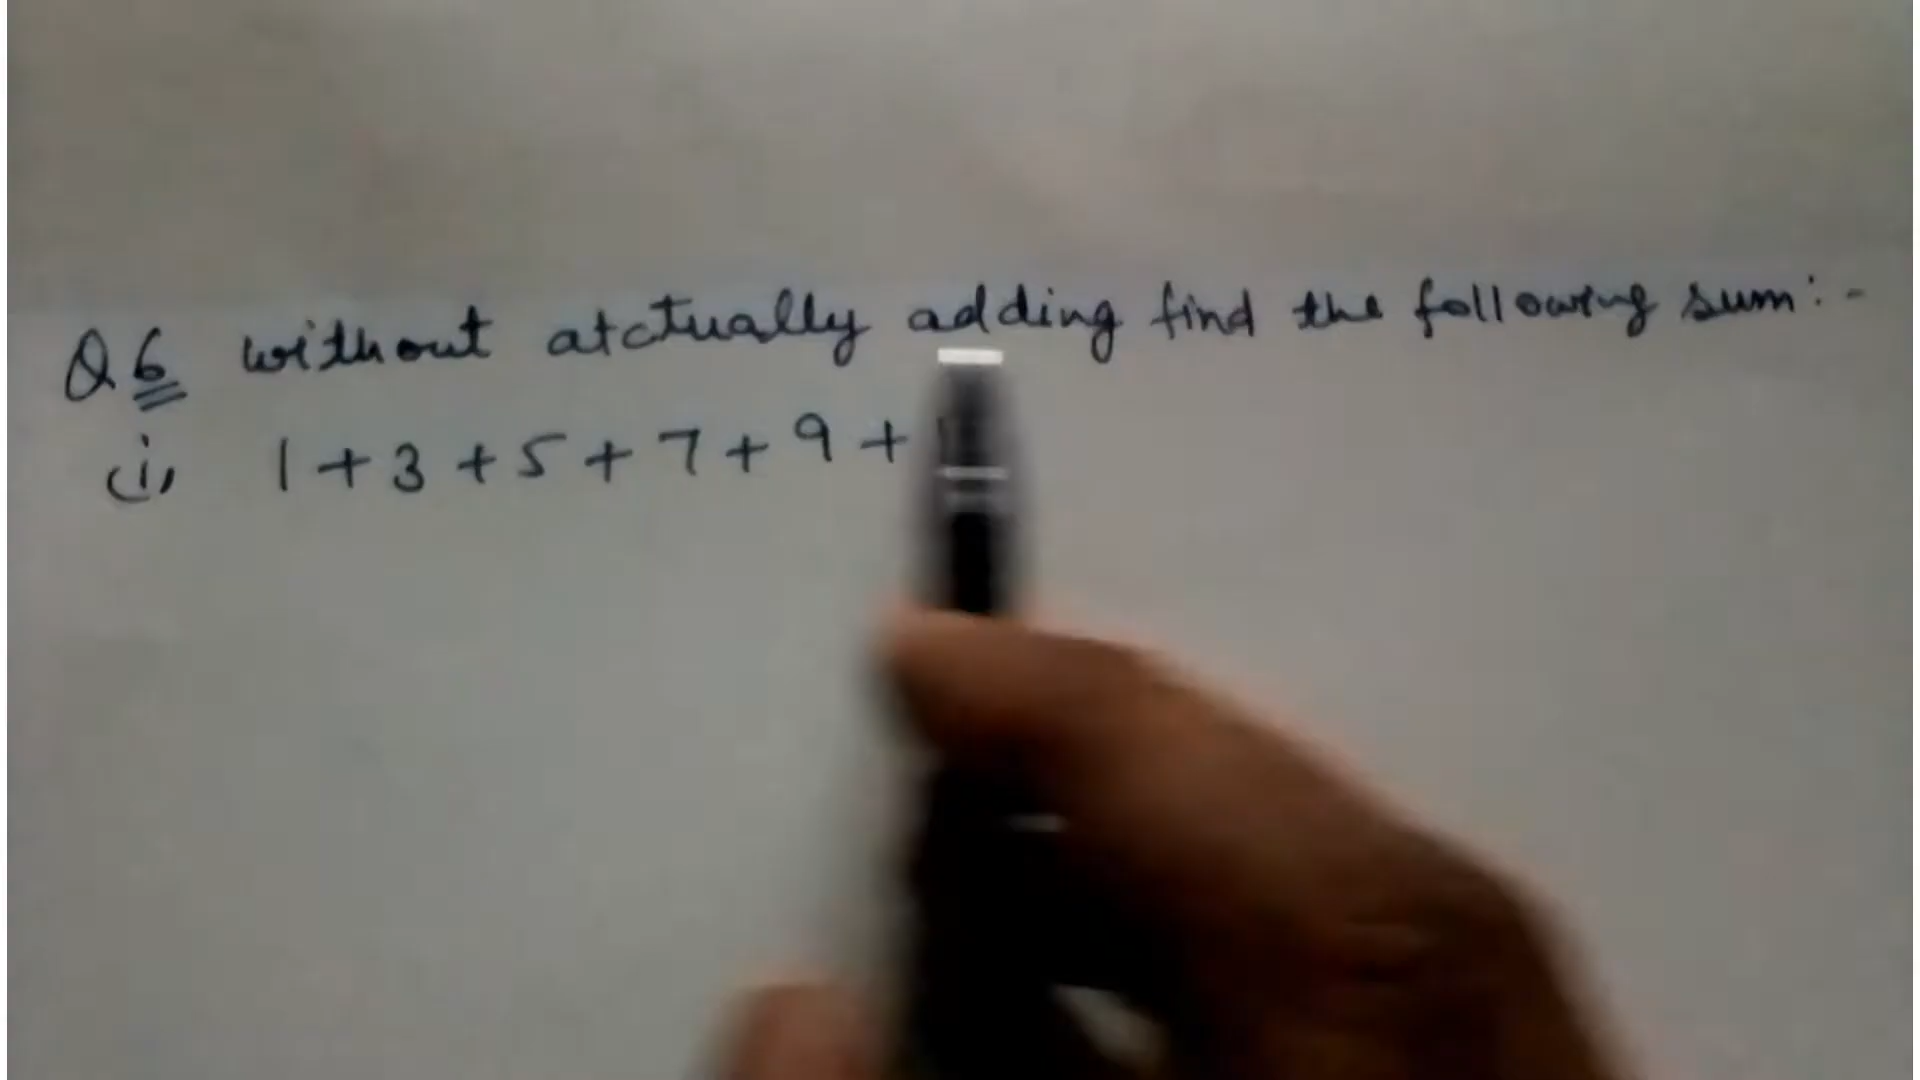 Q6 without atctually adding find the following sum:-
(i) 1+3+5+7+9+